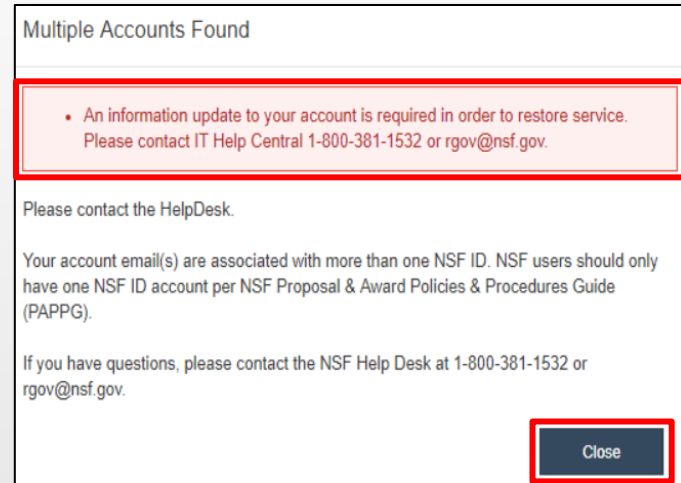 Multiple Accounts Found
• An information update to your account is required in order to restore service.
Please contact IT Help Central 1-800-381-1532 or rgov@nsf.gov.
Please contact the HelpDesk.
Your account email(s) are associated with more than one NSF ID. NSF users should only
have one NSF ID account per NSF Proposal & Award Policies & Procedures Guide
(PAPPG).
If you have questions, please contact the NSF Help Desk at 1-800-381-1532 or
rgov@nsf.gov.
Close